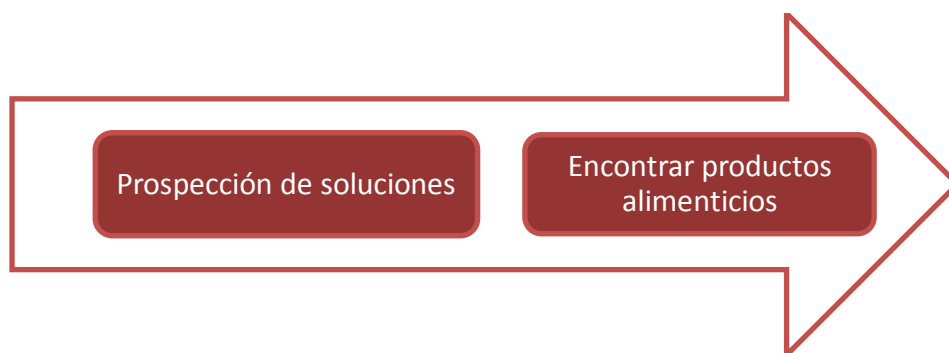 Prospección de soluciones
Encontrar productos
alimenticios